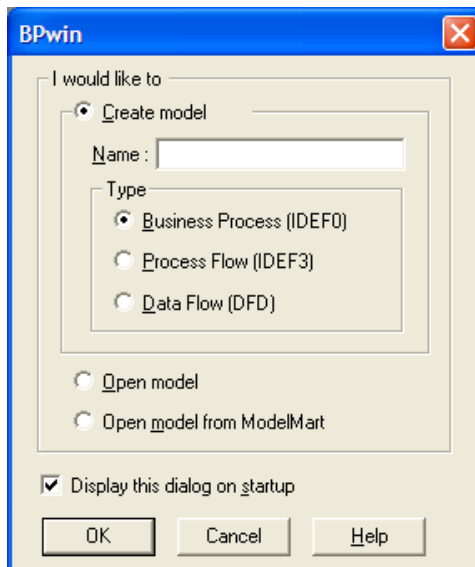 BPwin
I would like to
Create model
Name :
Type
Business Process (IDEF0)
Process Flow (IDEF3)
Data Flow (DFD)
Open model
Open model from ModelMart
Display this dialog on startup
OK Cancel Help